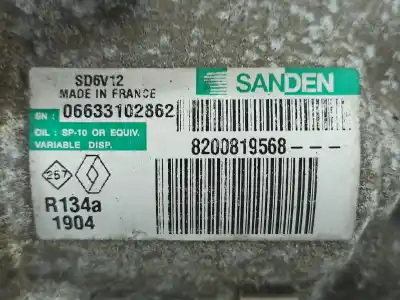 SD6V12
MADE IN FRANCE
SANDEN
SN: 06633102862
OIL: SP-10 OR EQUIV.
VARIABLE DISP.
8200819568---
257
R134a
1904